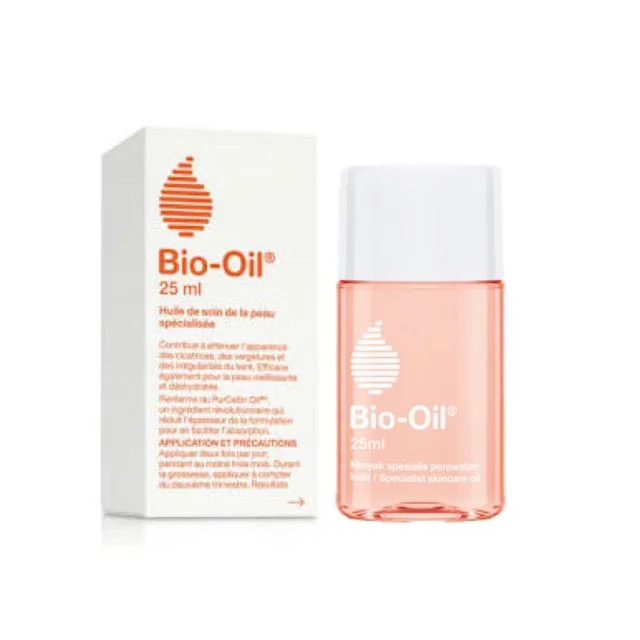 Bio-Oil®
25 ml
Huile de soin de la peau
spécialisée
Contribue à atténuer l'apparence
des cicatrices, des vergetures et
des irrégularités du teint. Efficace
également pour la peau vieillissante
et déshydratée.
Renferme du PurCellin Oil™,
un ingrédient révolutionnaire qui
réduit l'épaisseur de la formulation
pour en faciliter l'absorption.
APPLICATION ET PRÉCAUTIONS
Appliquer deux fois par jour,
pendant au moins trois mois. Durant
la grossesse, appliquer à compter
du deuxième trimestre. Résultats
Bio-Oil®
25ml
Minyak spesialis perawatan
kulit / Specialist skincare oil